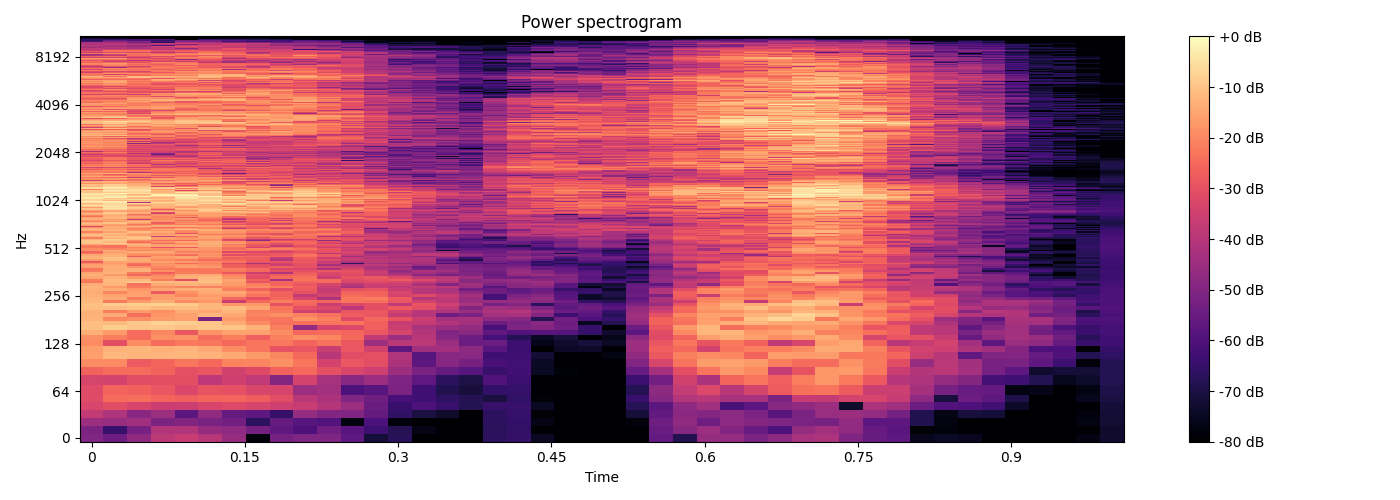 Power spectrogram
Hz
8192
4096
2048
1024
512
256
128
64
0
0 0.15 0.3 0.45 0.6 0.75 0.9
Time
+0 dB
-10 dB
-20 dB
-30 dB
-40 dB
-50 dB
-60 dB
-70 dB
-80 dB